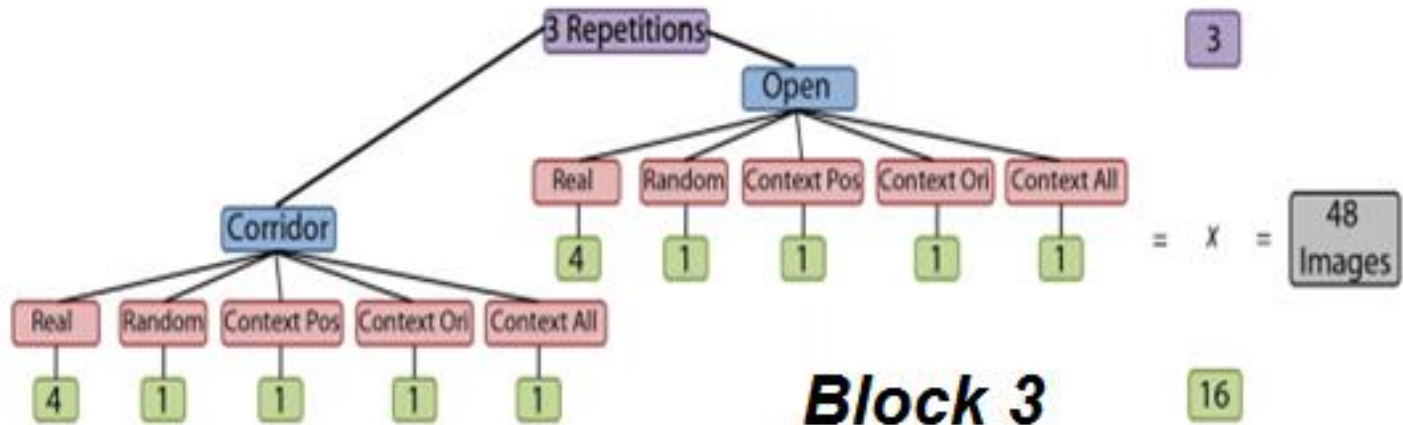 3 Repetitions
3
Open
Real Random Context Pos Context Ori Context All
Corridor
4 1 1 1 1
= x =
48
Images
Real Random Context Pos Context Ori Context All
4 1 1 1 1
Block 3
16